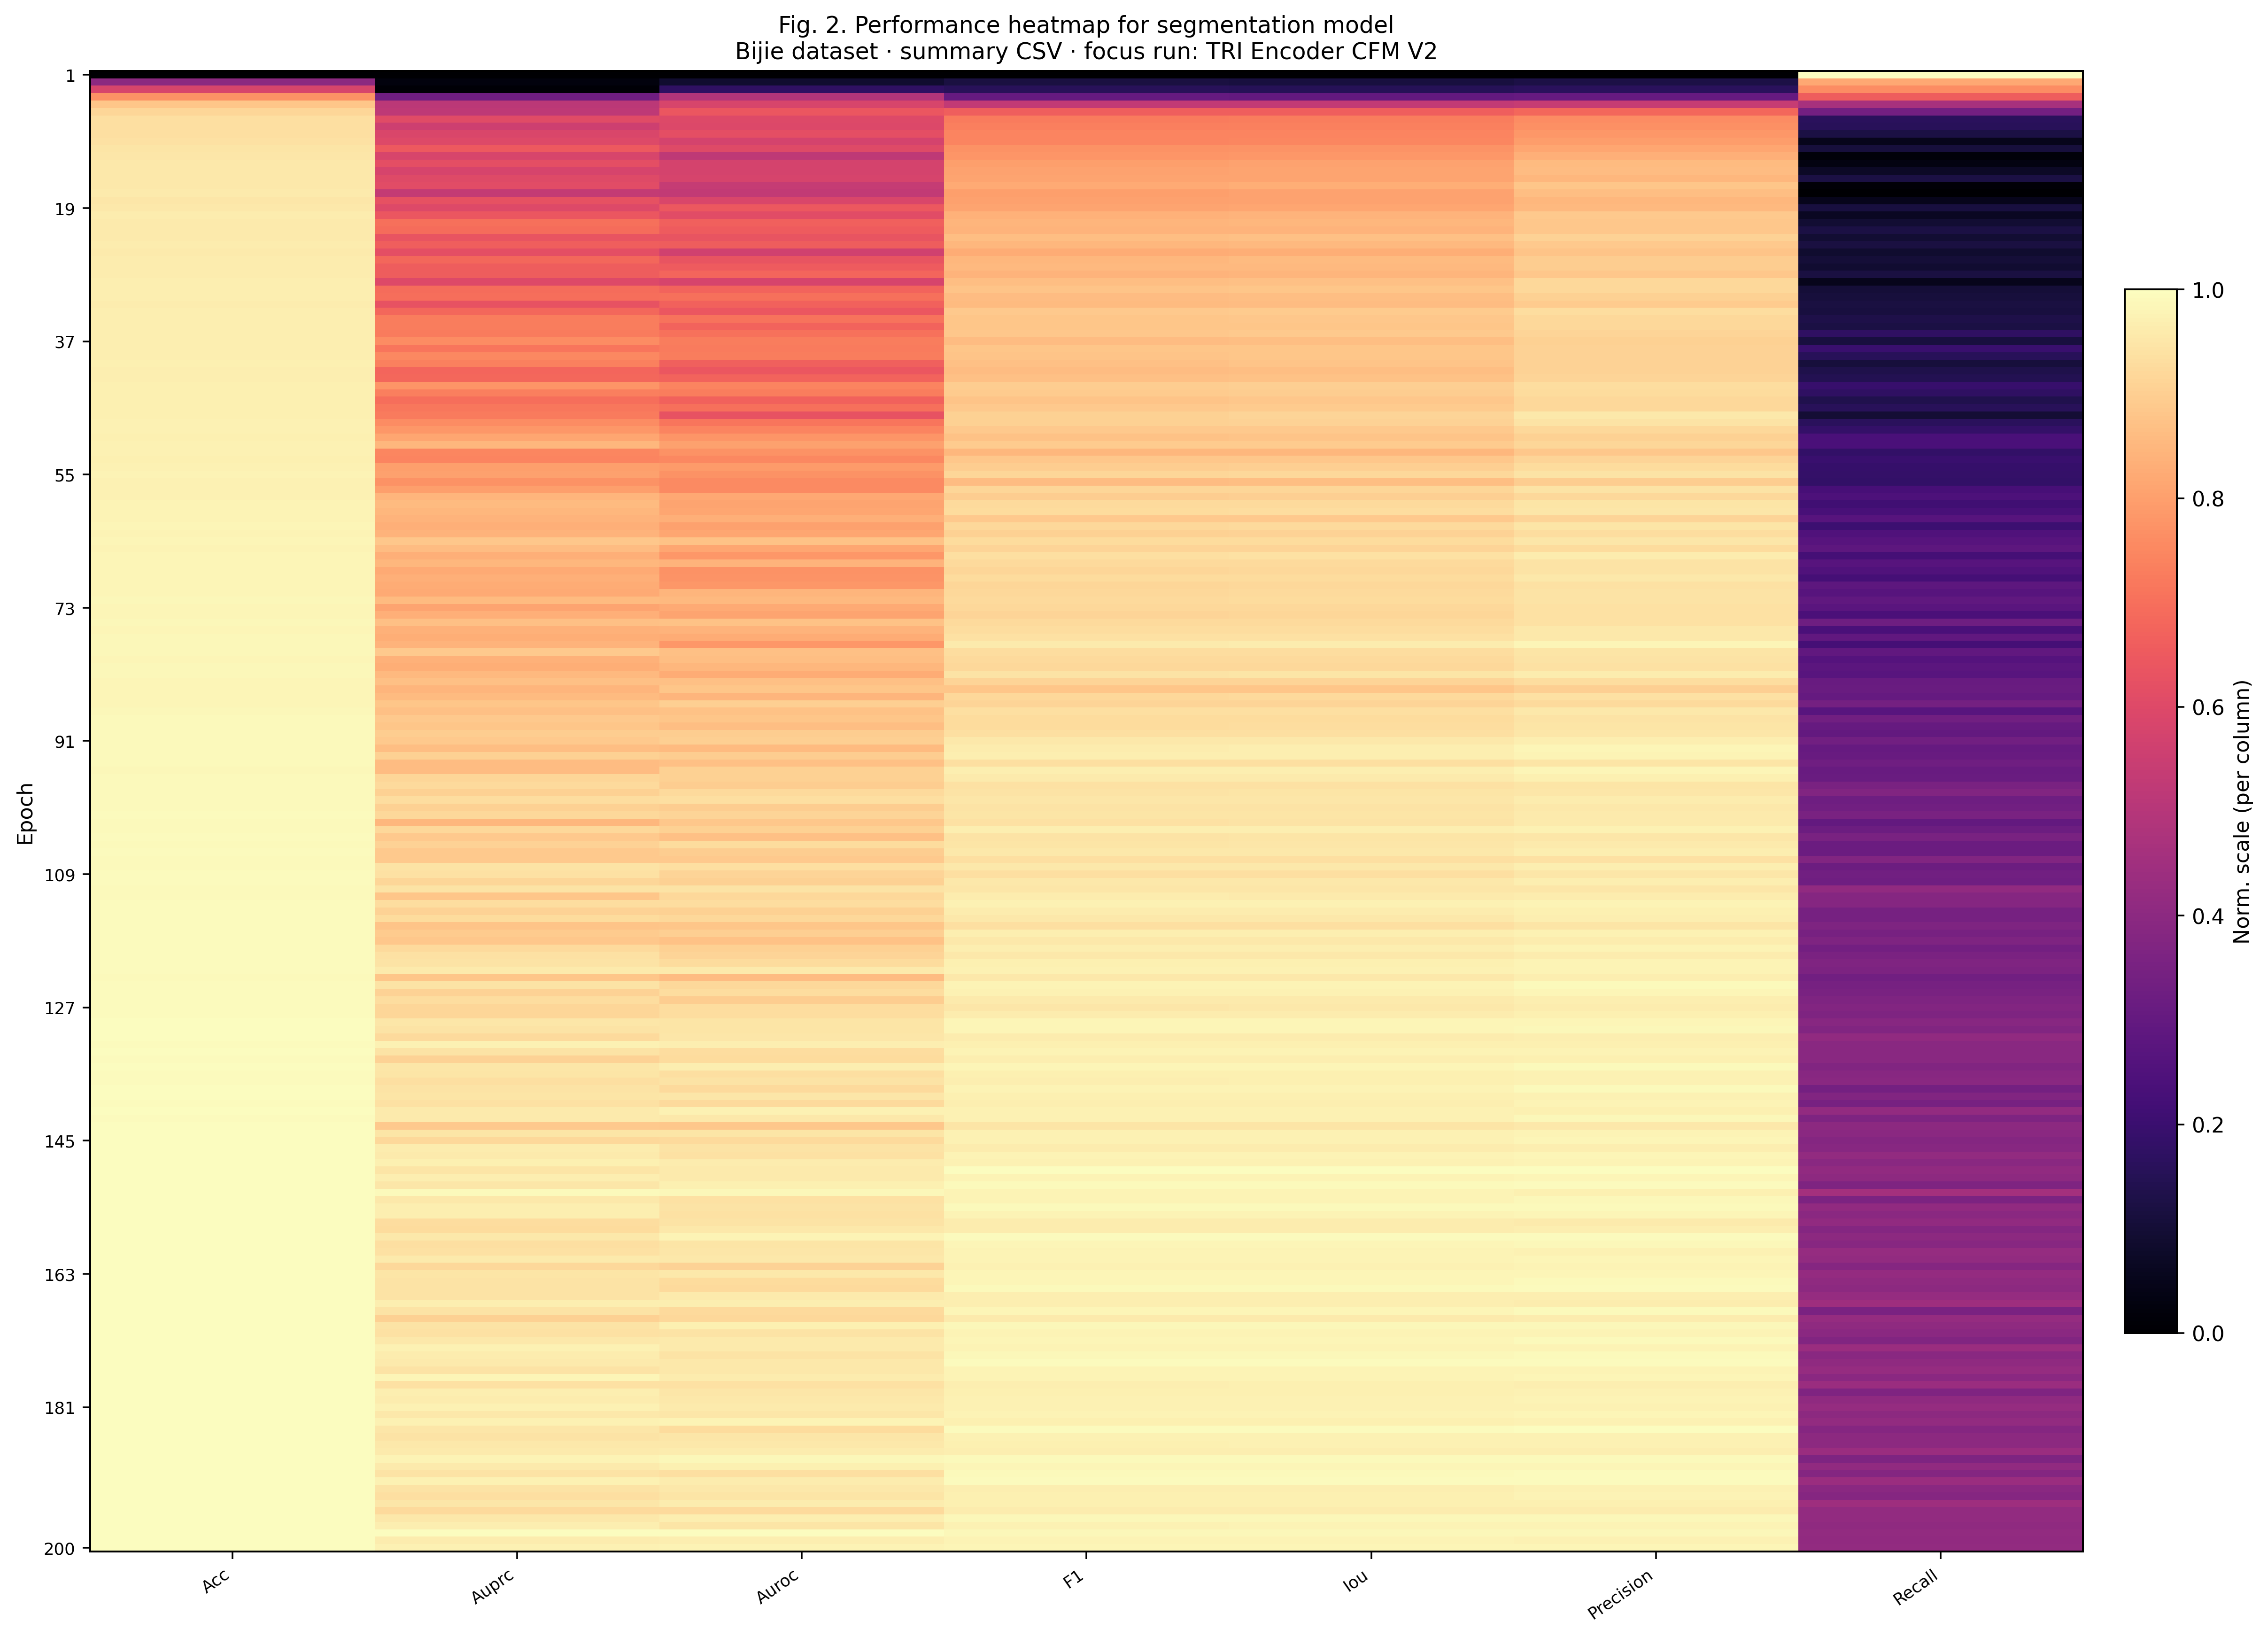 Fig. 2. Performance heatmap for segmentation model
Bijie dataset · summary CSV · focus run: TRI Encoder CFM V2
Epoch
1
19
37
55
73
91
109
127
145
163
181
200
Acc
Auprc
Auroc
F1
Iou
Precision
Recall
1.0
0.8
0.6
0.4
0.2
0.0
Norm. scale (per column)